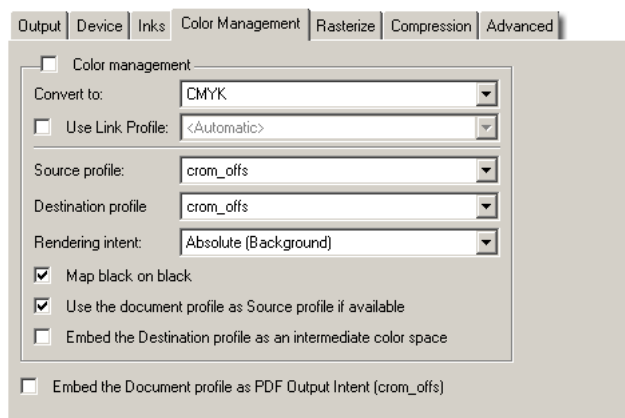 Output Device Inks Color Management Rasterize Compression Advanced
Color management
Convert to: CMYK
Use Link Profile: <Automatic>
Source profile: crom_offs
Destination profile crom_offs
Rendering intent: Absolute (Background)
Map black on black
Use the document profile as Source profile if available
Embed the Destination profile as an intermediate color space
Embed the Document profile as PDF Output Intent (crom_offs)